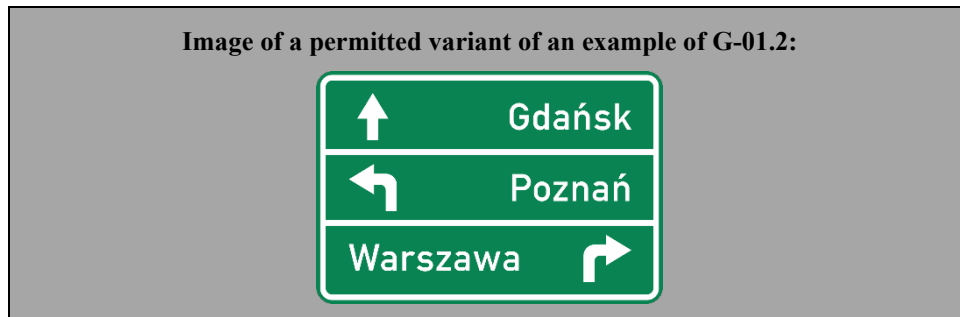 Image of a permitted variant of an example of G-01.2:
Gdańsk
Poznań
Warszawa